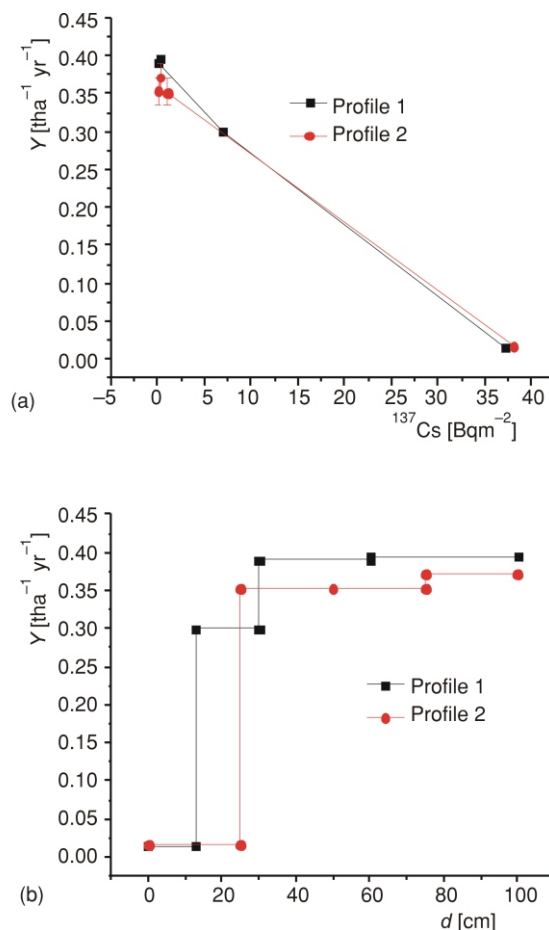 0.45
0.40
0.35
0.30
0.25
0.20
0.15
0.10
0.05
0.00
Y [tha⁻¹ yr⁻¹]
Profile 1
Profile 2
–5 0 5 10 15 20 25 30 35 40
¹³⁷Cs [Bqm⁻²]
(a)
0.45
0.40
0.35
0.30
0.25
0.20
0.15
0.10
0.05
0.00
Y [tha⁻¹ yr⁻¹]
Profile 1
Profile 2
0 20 40 60 80 100
d [cm]
(b)